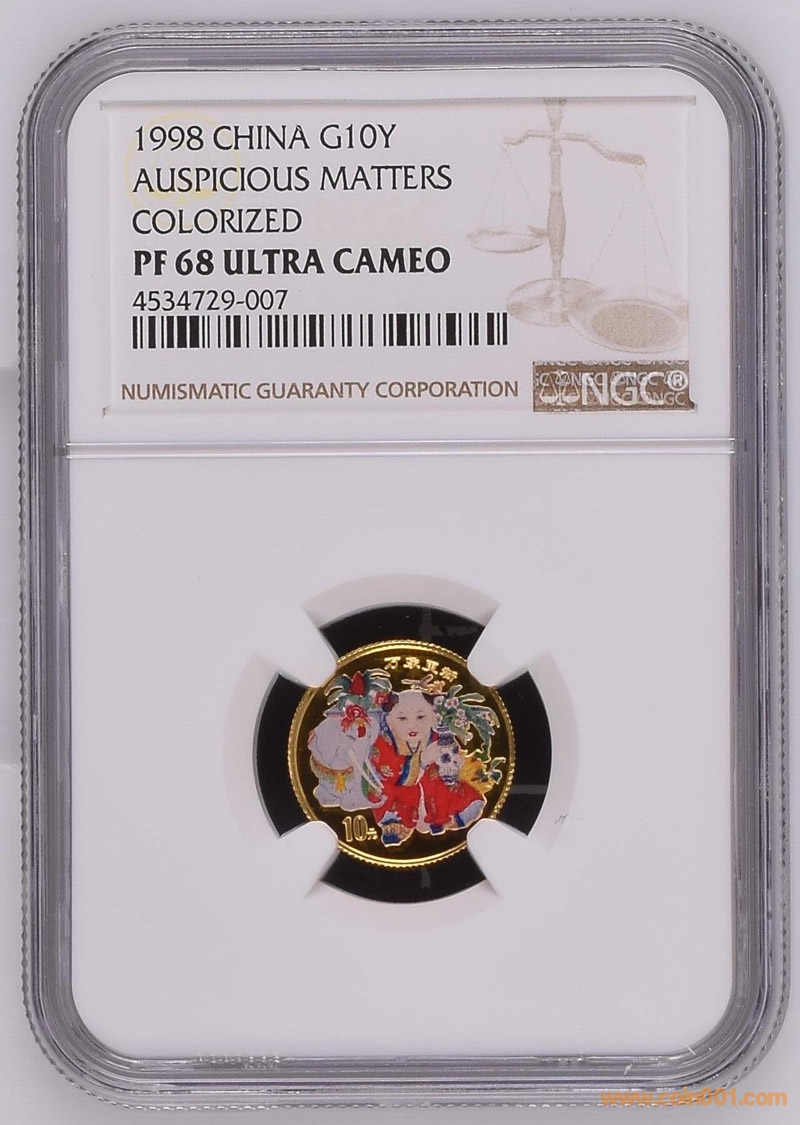 1998 CHINA G10Y
AUSPICIOUS MATTERS
COLORIZED
PF 68 ULTRA CAMEO
4534729-007
NUMISMATIC GUARANTY CORPORATION
NGC®
万象更新
10元
www.coin001.com